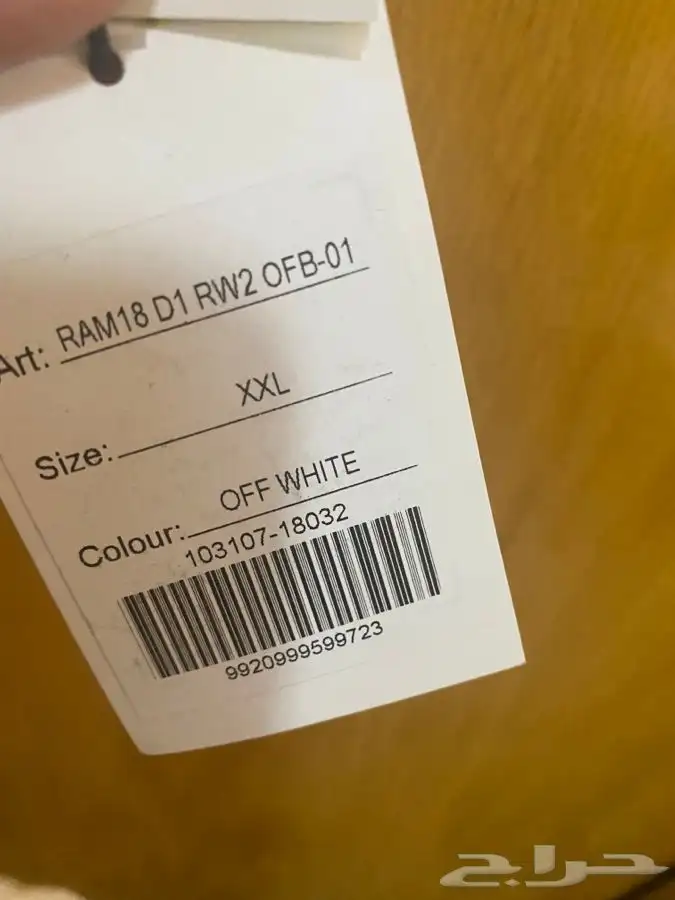 Art: RAM18 D1 RW2 OFB-01
Size: XXL
Colour: OFF WHITE
103107-18032
9920999599723
حراج